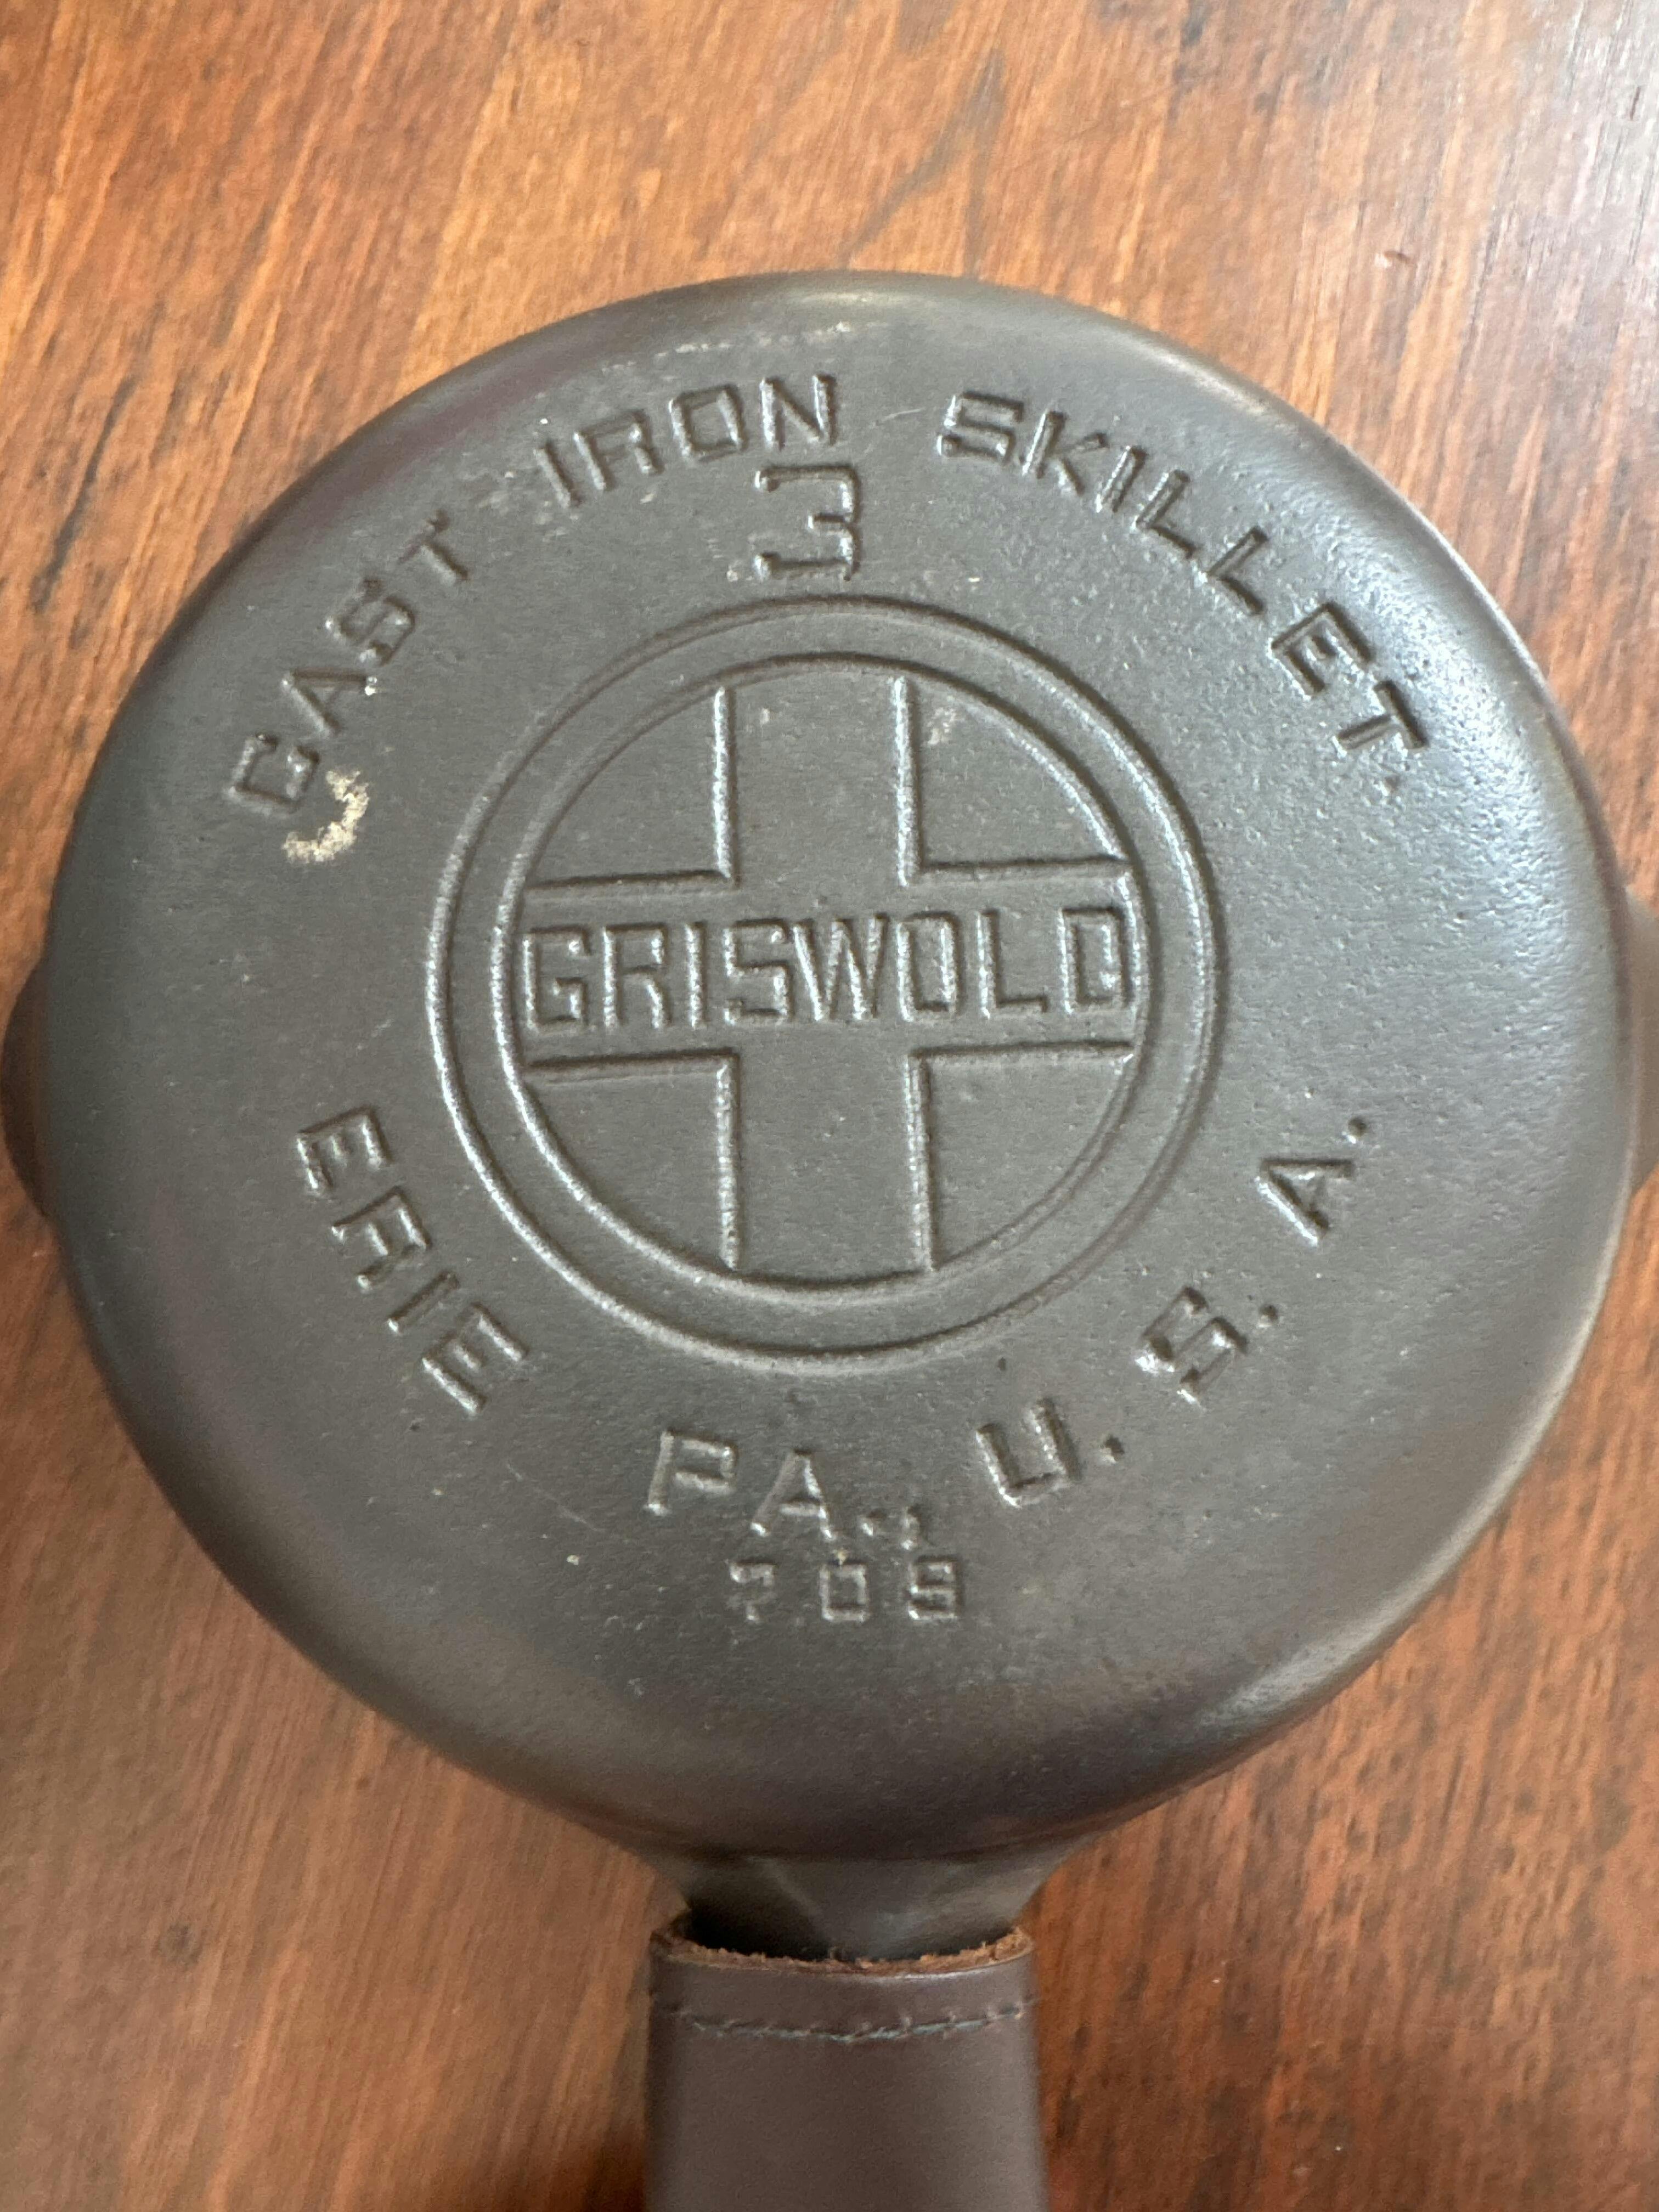 CAST IRON SKILLET.
3
GRISWOLD
ERIE PA., U.S.A.
709